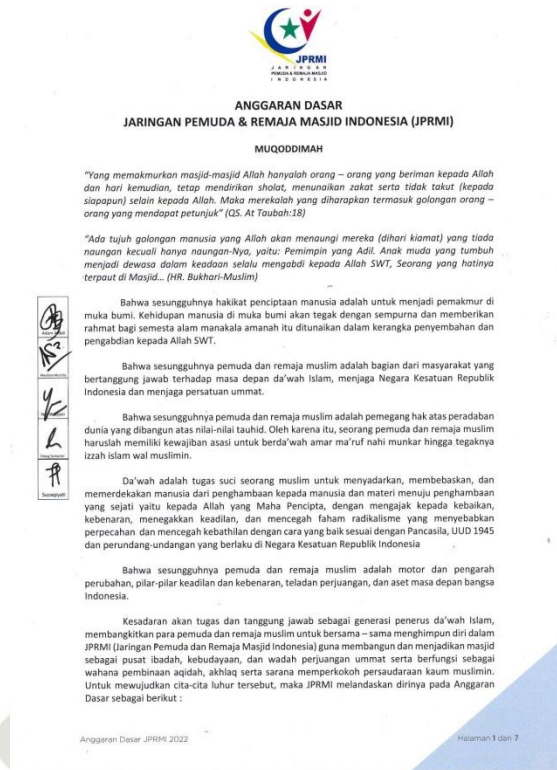 JPRMI
JARINGAN
PEMUDA & REMAJA MASJID
INDONESIA
ANGGARAN DASAR
JARINGAN PEMUDA & REMAJA MASJID INDONESIA (JPRMI)
MUQODDIMAH
"Yang memakmurkan masjid-masjid Allah hanyalah orang – orang yang beriman kepada Allah
dan hari kemudian, tetap mendirikan sholat, menunaikan zakat serta tidak takut (kepada
siapapun) selain kepada Allah. Maka merekalah yang diharapkan termasuk golongan orang –
orang yang mendapat petunjuk" (QS. At Taubah:18)
"Ada tujuh golongan manusia yang Allah akan menaungi mereka (dihari kiamat) yang tiada
naungan kecuali hanya naungan-Nya, yaitu: Pemimpin yang Adil. Anak muda yang tumbuh
menjadi dewasa dalam keadaan selalu mengabdi kepada Allah SWT, Seorang yang hatinya
terpaut di Masjid... (HR. Bukhari-Muslim)
Bahwa sesungguhnya hakikat penciptaan manusia adalah untuk menjadi pemakmur di
muka bumi. Kehidupan manusia di muka bumi akan tegak dengan sempurna dan memberikan
rahmat bagi semesta alam manakala amanah itu ditunaikan dalam kerangka penyembahan dan
pengabdian kepada Allah SWT.
Bahwa sesungguhnya pemuda dan remaja muslim adalah bagian dari masyarakat yang
bertanggung jawab terhadap masa depan da'wah Islam, menjaga Negara Kesatuan Republik
Indonesia dan menjaga persatuan ummat.
Bahwa sesungguhnya pemuda dan remaja muslim adalah pemegang hak atas peradaban
dunia yang dibangun atas nilai-nilai tauhid. Oleh karena itu, seorang pemuda dan remaja muslim
haruslah memiliki kewajiban asasi untuk berda'wah amar ma'ruf nahi munkar hingga tegaknya
izzah islam wal muslimin.
Da'wah adalah tugas suci seorang muslim untuk menyadarkan, membebaskan, dan
memerdekakan manusia dari penghambaan kepada manusia dan materi menuju penghambaan
yang sejati yaitu kepada Allah yang Maha Pencipta, dengan mengajak kepada kebaikan,
kebenaran, menegakkan keadilan, dan mencegah faham radikalisme yang menyebabkan
perpecahan dan mencegah kebathilan dengan cara yang baik sesuai dengan Pancasila, UUD 1945
dan perundang-undangan yang berlaku di Negara Kesatuan Republik Indonesia
Bahwa sesungguhnya pemuda dan remaja muslim adalah motor dan pengarah
perubahan, pilar-pilar keadilan dan kebenaran, teladan perjuangan, dan aset masa depan bangsa
Indonesia.
Kesadaran akan tugas dan tanggung jawab sebagai generasi penerus da'wah Islam,
membangkitkan para pemuda dan remaja muslim untuk bersama – sama menghimpun diri dalam
JPRMI (Jaringan Pemuda dan Remaja Masjid Indonesia) guna membangun dan menjadikan masjid
sebagai pusat ibadah, kebudayaan, dan wadah perjuangan ummat serta berfungsi sebagai
wahana pembinaan aqidah, akhlaq serta sarana memperkokoh persaudaraan kaum muslimin.
Untuk mewujudkan cita-cita luhur tersebut, maka JPRMI melandaskan dirinya pada Anggaran
Dasar sebagai berikut :
Anggaran Dasar JPRMI 2022
Halaman 1 dari 7